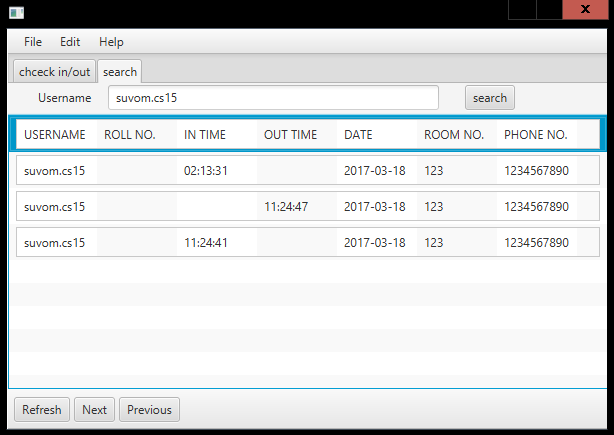 File Edit Help
chceck in/out search
Username suvom.cs15 search
USERNAME ROLL NO. IN TIME OUT TIME DATE ROOM NO. PHONE NO.
suvom.cs15 02:13:31 2017-03-18 123 1234567890
suvom.cs15 11:24:47 2017-03-18 123 1234567890
suvom.cs15 11:24:41 2017-03-18 123 1234567890
Refresh Next Previous